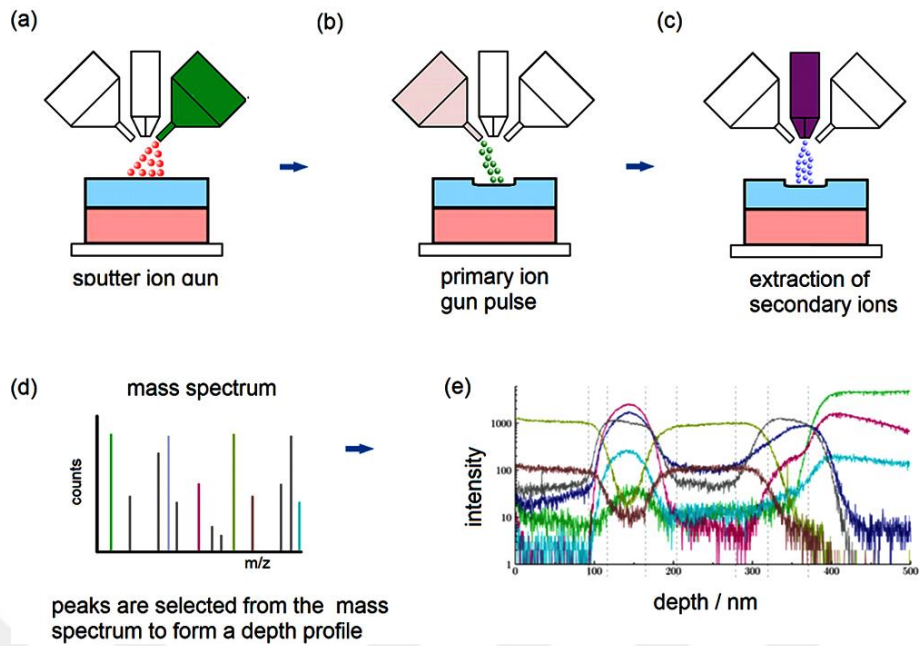 (a)
(b)
(c)
sputter ion gun
primary ion
gun pulse
extraction of
secondary ions
(d)
mass spectrum
counts
m/z
peaks are selected from the mass
spectrum to form a depth profile
(e)
intensity
1000
100
10
1
0 100 200 300 400 500
depth / nm